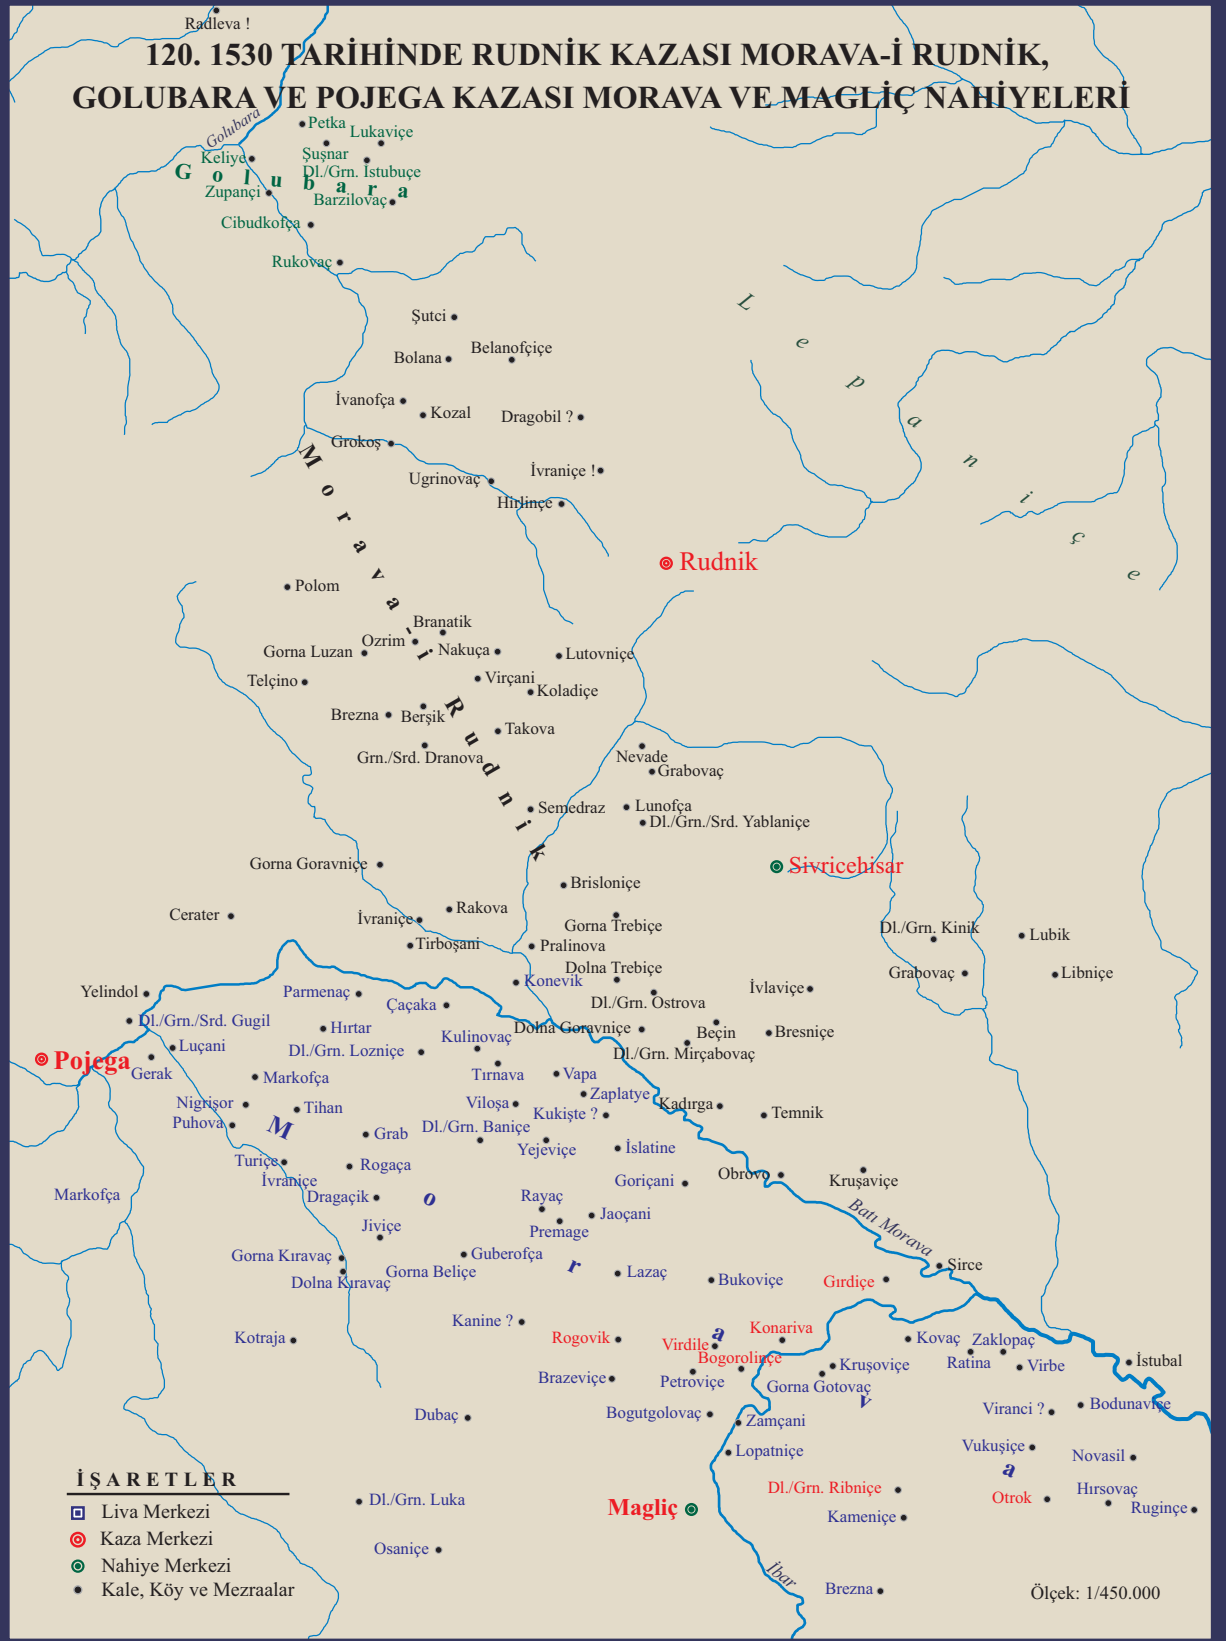 Radleva !
120. 1530 TARİHİNDE RUDNİK KAZASI MORAVA-İ RUDNİK,
GOLUBARA VE POJEGA KAZASI MORAVA VE MAGLİÇ NAHİYELERİ
Golubara
Petka
Lukaviçe
Şuşnar
Keliye
Dl./Grn. İstubuçe
Golubara
Zupançi
Barzilovaç
Cibudkofça
Rukovaç
Lepaniçe
Şutci
Belanofçiçe
Bolana
İvanofça
Kozal
Dragobil ?
Grokoş
Morava-i Rudnik
İvraniçe !
Ugrinovaç
Hirlinçe
Rudnik
Polom
Branatik
Ozrim
Nakuça
Gorna Luzan
Lutovniçe
Telçino
Virçani
Koladiçe
Brezna
Berşik
Takova
Grn./Srd. Dranova
Nevade
Grabovaç
Semedraz
Lunofça
Dl./Grn./Srd. Yablaniçe
Gorna Goravniçe
Sivricehisar
Brisloniçe
Cerater
İvraniçe
Rakova
Gorna Trebiçe
Dl./Grn. Kinik
Lubik
Tirboşani
Pralinova
Dolna Trebiçe
Grabovaç
Libniçe
Konevik
Yelindol
Parmenaç
Çaçaka
Dl./Grn. Ostrova
İvlaviçe
Dl./Grn./Srd. Gugil
Hırtar
Dolna Goravniçe
Beçin
Bresniçe
Kulinovaç
Luçani
Dl./Grn. Lozniçe
Dl./Grn. Mirçabovaç
Pojega
Gerak
Markofça
Tırnava
Vapa
Zaplatye
Nigrişor
Tihan
Viloşa
Kukişte ?
Kadırga
Temnik
Puhova
Morava
Grab
Dl./Grn. Baniçe
Yejeviçe
İslatine
Turiçe
Rogaça
İvraniçe
Goriçani
Obrovo
Kruşaviçe
Markofça
Dragaçik
Rayaç
Jaoçani
Premage
Batı Morava
Jiviçe
Gorna Kıravaç
Guberofça
Gorna Beliçe
Dolna Kıravaç
Lazaç
Bukoviçe
Gırdiçe
Sirce
Kanine ?
Kotraja
Rogovik
Virdile
Konariva
Kovaç
Zaklopaç
Bogorolinçe
Kruşoviçe
Ratina
Virbe
İstubal
Brazeviçe
Petroviçe
Gorna Gotovaç
Dubaç
Bogutgolovaç
Zamçani
Viranci ?
Bodunaviçe
Lopatniçe
Vukuşiçe
Novasil
İŞARETLER
Liva Merkezi
Kaza Merkezi
Nahiye Merkezi
Kale, Köy ve Mezraalar
Dl./Grn. Luka
Magliç
Dl./Grn. Ribniçe
Otrok
Hırsovaç
Kameniçe
Ruginçe
Osaniçe
İbar
Brezna
Ölçek: 1/450.000